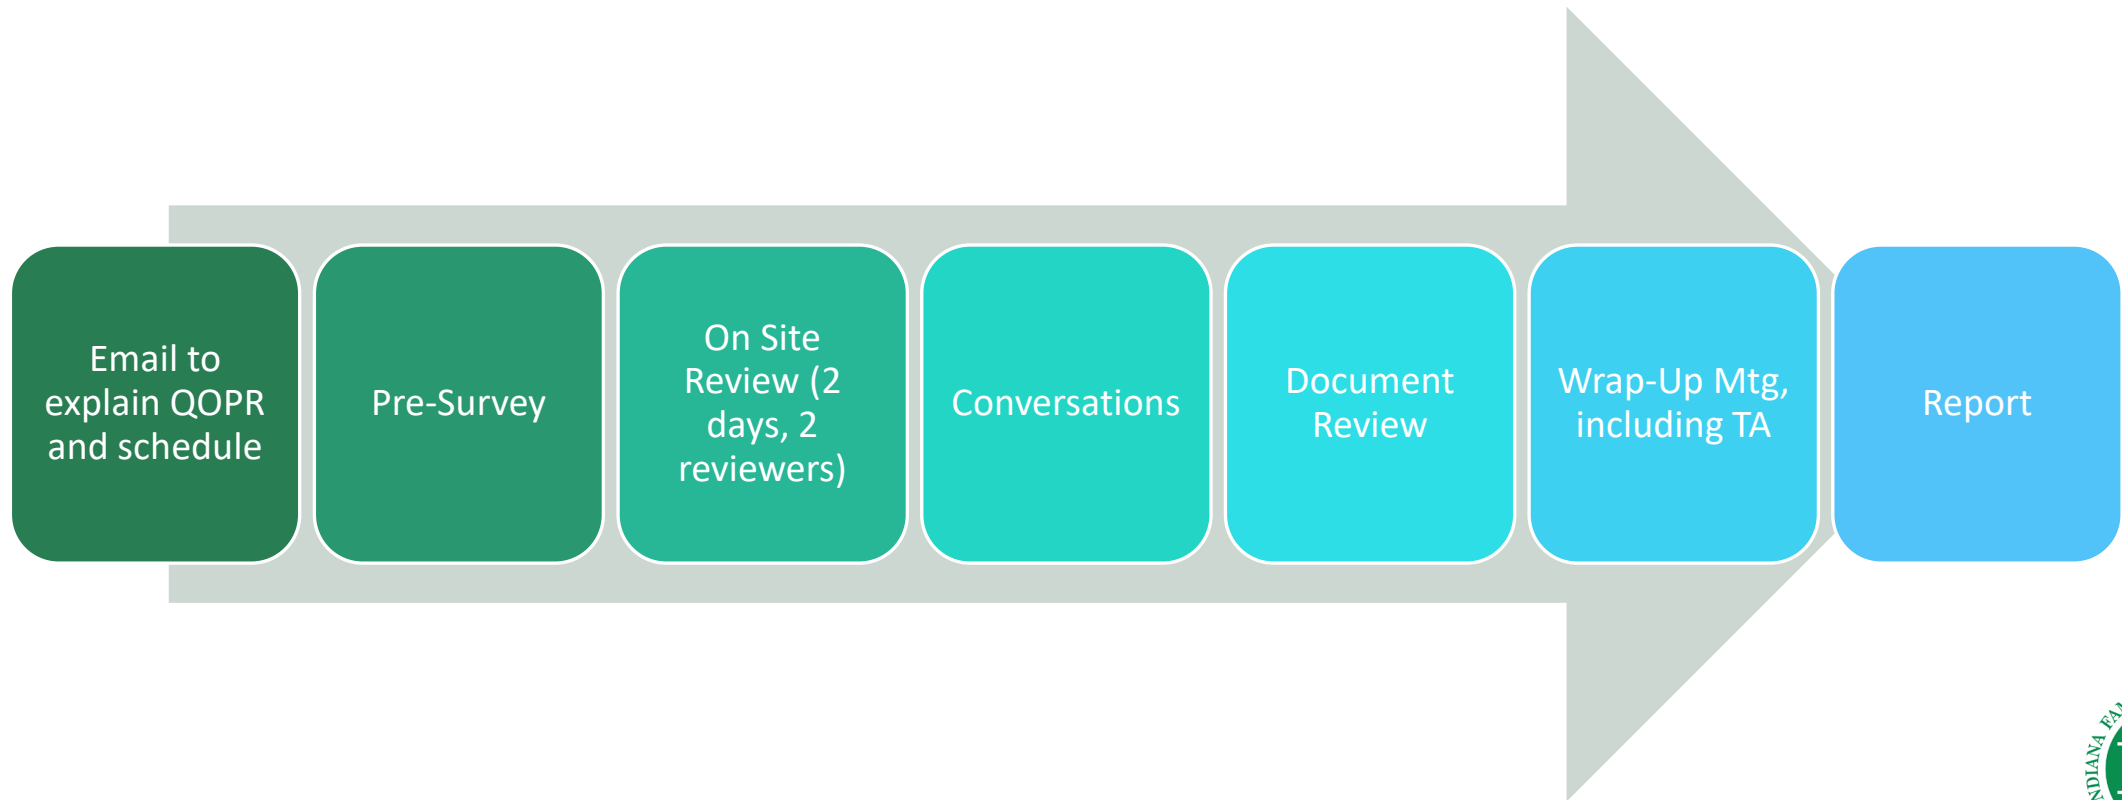 Email to
explain QOPR
and schedule
Pre-Survey
On Site
Review (2
days, 2
reviewers)
Conversations
Document
Review
Wrap-Up Mtg,
including TA
Report
INDIANA